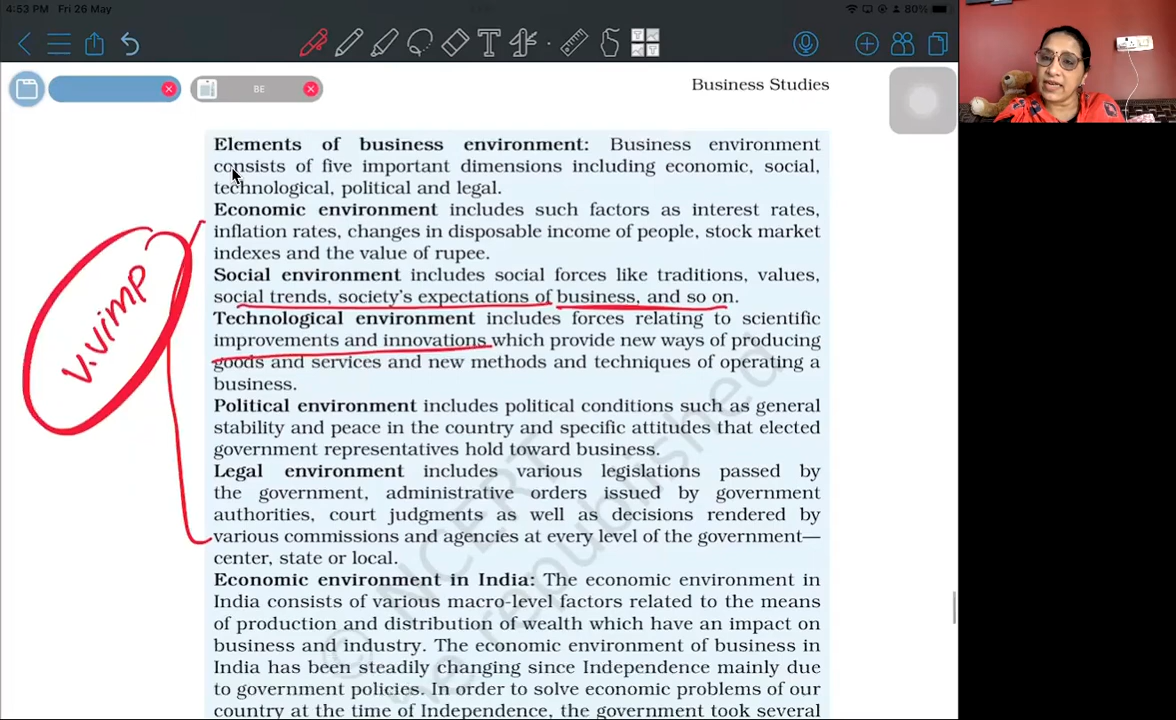 4:53 PM Fri 26 May
80%
BE
Business Studies
Elements of business environment: Business environment
consists of five important dimensions including economic, social,
technological, political and legal.
Economic environment includes such factors as interest rates,
inflation rates, changes in disposable income of people, stock market
indexes and the value of rupee.
Social environment includes social forces like traditions, values,
social trends, society's expectations of business, and so on.
Technological environment includes forces relating to scientific
improvements and innovations which provide new ways of producing
goods and services and new methods and techniques of operating a
business.
Political environment includes political conditions such as general
stability and peace in the country and specific attitudes that elected
government representatives hold toward business.
Legal environment includes various legislations passed by
the government, administrative orders issued by government
authorities, court judgments as well as decisions rendered by
various commissions and agencies at every level of the government—
center, state or local.
Economic environment in India: The economic environment in
India consists of various macro-level factors related to the means
of production and distribution of wealth which have an impact on
business and industry. The economic environment of business in
India has been steadily changing since Independence mainly due
to government policies. In order to solve economic problems of our
country at the time of Independence, the government took several
v.vimp
© NCERT
be republished